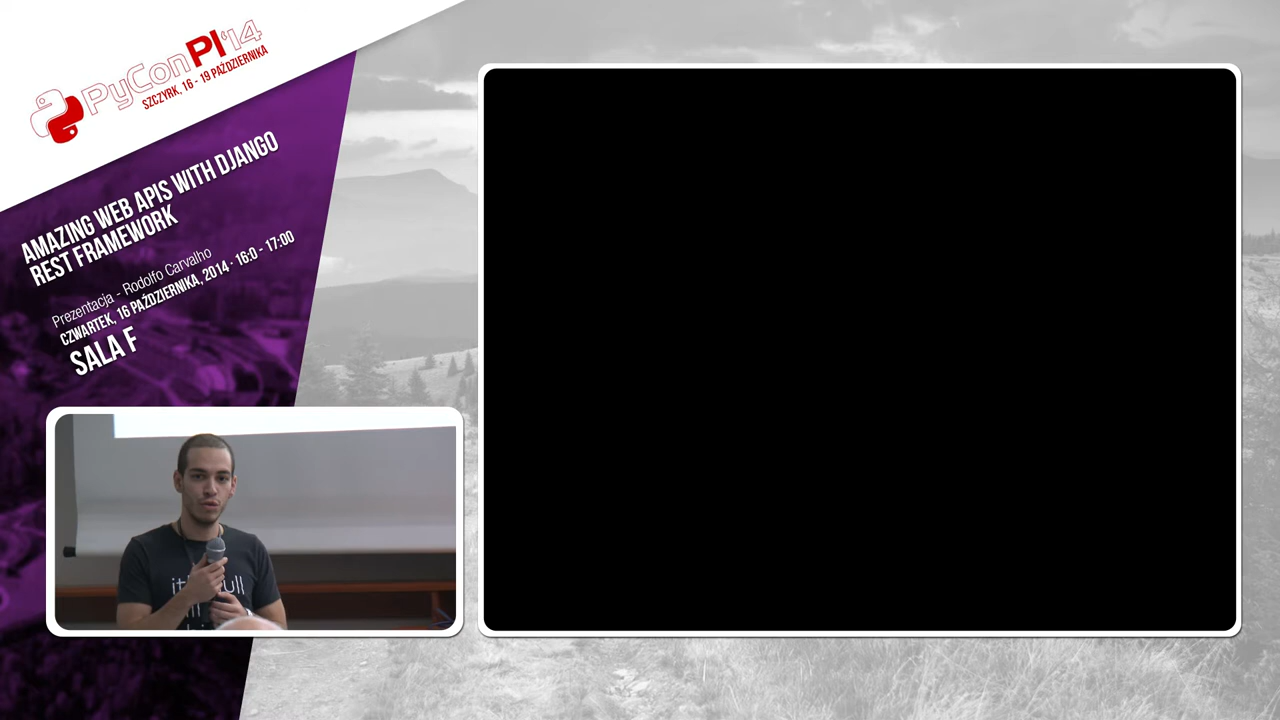 PyCon PL'14
SZCZYRK, 16 - 19 PAŹDZIERNIKA
AMAZING WEB APIS WITH DJANGO
REST FRAMEWORK
Prezentacja - Rodolfo Carvalho
CZWARTEK, 16 PAŹDZIERNIKA, 2014 · 16:0 - 17:00
SALA F